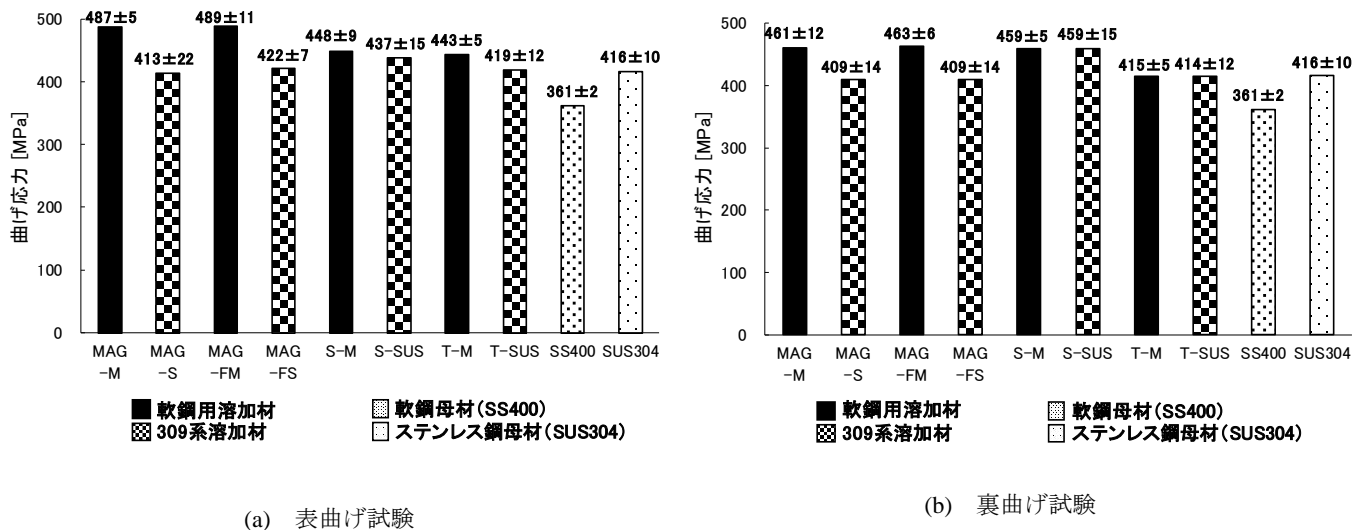 曲げ応力 [MPa]
500
400
300
200
100
0
487±5
413±22
489±11
422±7
448±9
437±15
443±5
419±12
361±2
416±10
MAG MAG MAG MAG S-M S-SUS T-M T-SUS SS400 SUS304
-M -S -FM -FS
軟鋼用溶加材 軟鋼母材(SS400)
309系溶加材 ステンレス鋼母材(SUS304)
(a) 表曲げ試験
曲げ応力 [MPa]
500
400
300
200
100
0
461±12
409±14
463±6
409±14
459±5
459±15
415±5
414±12
361±2
416±10
MAG MAG MAG MAG S-M S-SUS T-M T-SUS SS400 SUS304
-M -S -FM -FS
軟鋼用溶加材 軟鋼母材(SS400)
309系溶加材 ステンレス鋼母材(SUS304)
(b) 裏曲げ試験